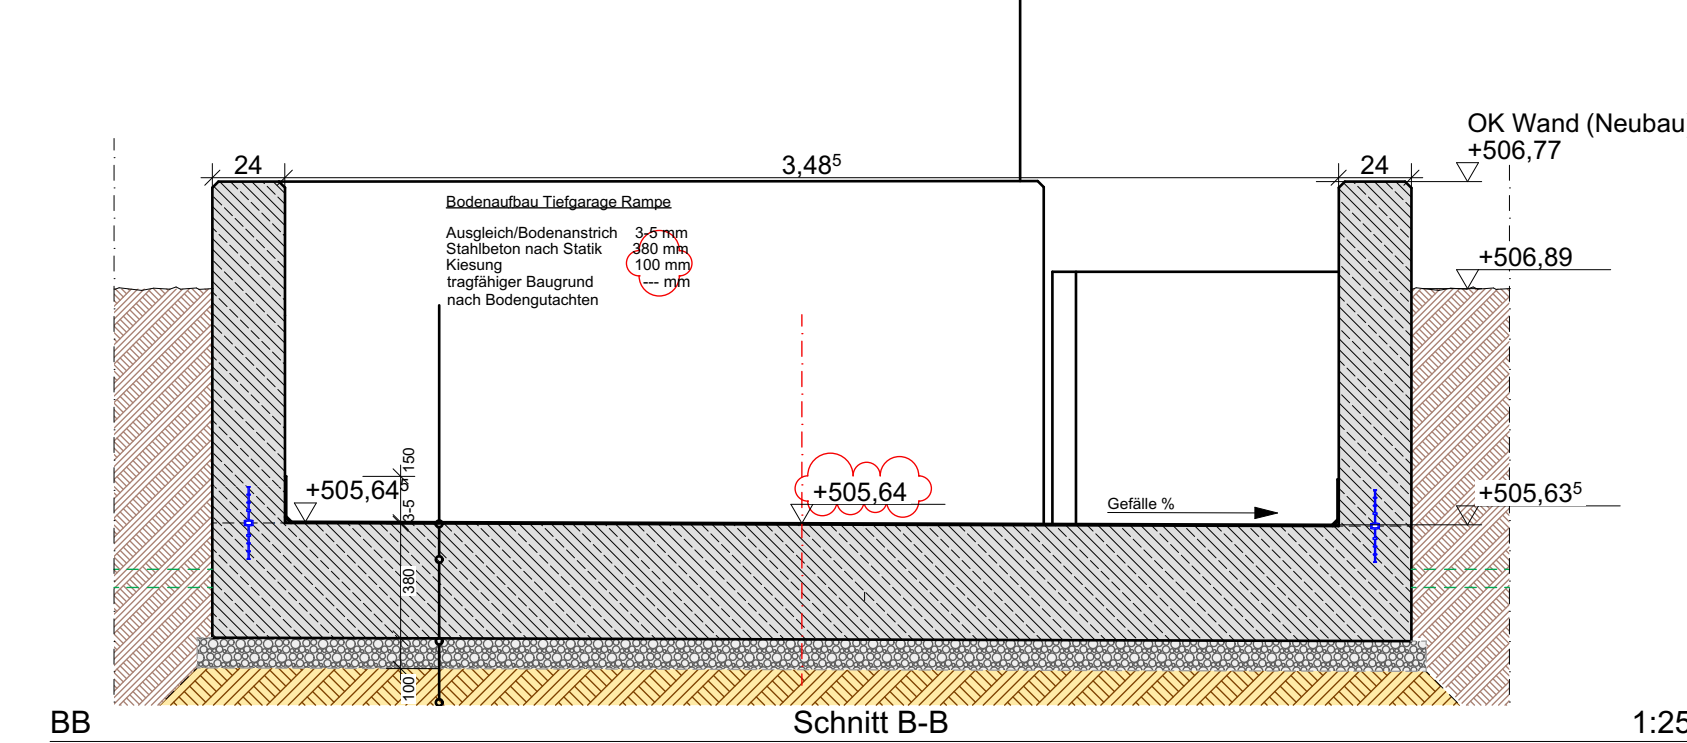 OK Wand (Neubau
+506,77
24
3,48⁵
24
Bodenaufbau Tiefgarage Rampe
Ausgleich/Bodenanstrich 3-5 mm
Stahlbeton nach Statik 380 mm
Kiesung 100 mm
tragfähiger Baugrund --- mm
nach Bodengutachten
+506,89
150
+505,64⁵
3-5
+505,64
Gefälle %
+505,63⁵
380
100
BB
Schnitt B-B
1:25